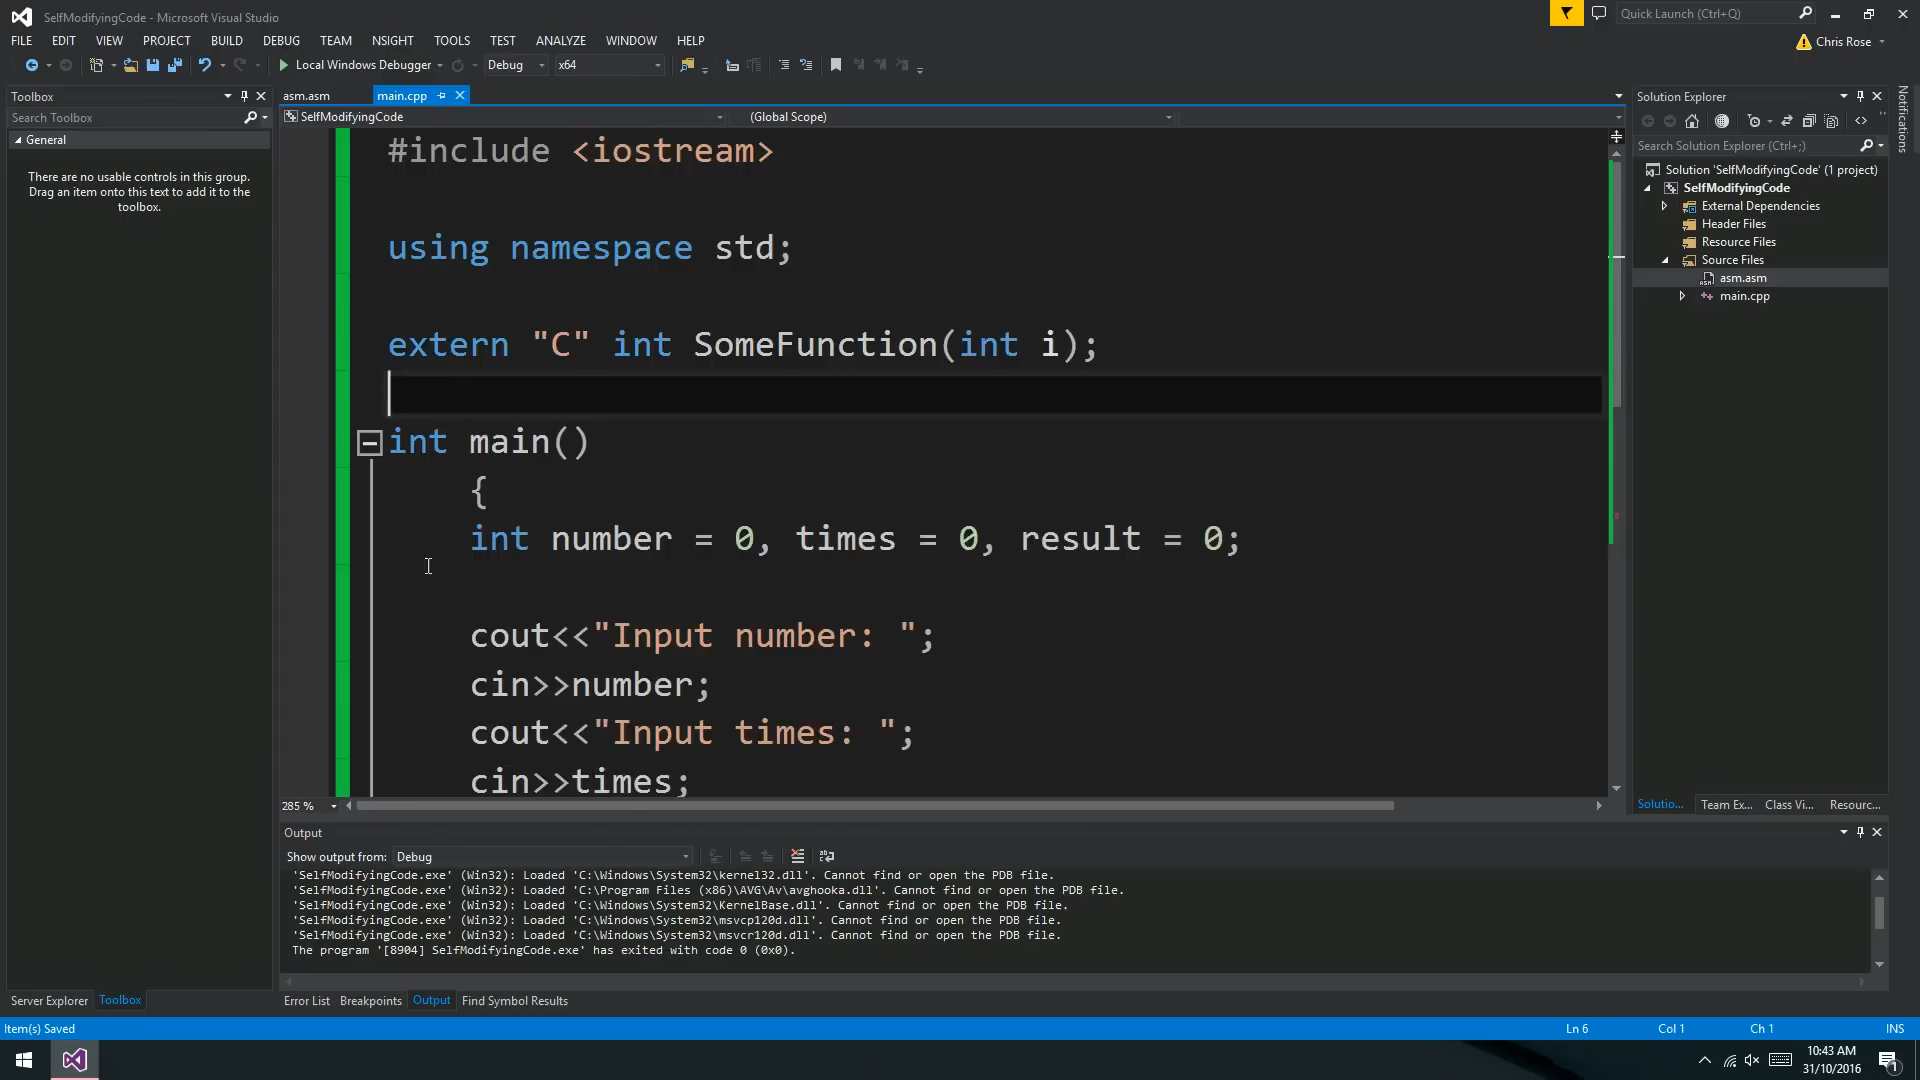 SelfModifyingCode - Microsoft Visual Studio
Quick Launch (Ctrl+Q)
FILE EDIT VIEW PROJECT BUILD DEBUG TEAM NSIGHT TOOLS TEST ANALYZE WINDOW HELP
Chris Rose
Local Windows Debugger Debug x64
Toolbox
Search Toolbox
General
There are no usable controls in this group.
Drag an item onto this text to add it to the
toolbox.
asm.asm main.cpp
SelfModifyingCode (Global Scope)
#include <iostream>
using namespace std;
extern "C" int SomeFunction(int i);
int main()
{
int number = 0, times = 0, result = 0;
cout<<"Input number: ";
cin>>number;
cout<<"Input times: ";
cin>>times;
285 %
Solution Explorer
Search Solution Explorer (Ctrl+;)
Solution 'SelfModifyingCode' (1 project)
SelfModifyingCode
External Dependencies
Header Files
Resource Files
Source Files
asm.asm
main.cpp
Solutio... Team Ex... Class Vi... Resourc...
Notifications
Output
Show output from: Debug
'SelfModifyingCode.exe' (Win32): Loaded 'C:\Windows\System32\kernel32.dll'. Cannot find or open the PDB file.
'SelfModifyingCode.exe' (Win32): Loaded 'C:\Program Files (x86)\AVG\Av\avghooka.dll'. Cannot find or open the PDB file.
'SelfModifyingCode.exe' (Win32): Loaded 'C:\Windows\System32\KernelBase.dll'. Cannot find or open the PDB file.
'SelfModifyingCode.exe' (Win32): Loaded 'C:\Windows\System32\msvcp120d.dll'. Cannot find or open the PDB file.
'SelfModifyingCode.exe' (Win32): Loaded 'C:\Windows\System32\msvcr120d.dll'. Cannot find or open the PDB file.
The program '[8904] SelfModifyingCode.exe' has exited with code 0 (0x0).
Server Explorer Toolbox
Error List Breakpoints Output Find Symbol Results
Item(s) Saved
Ln 6 Col 1 Ch 1 INS
10:43 AM
31/10/2016
1